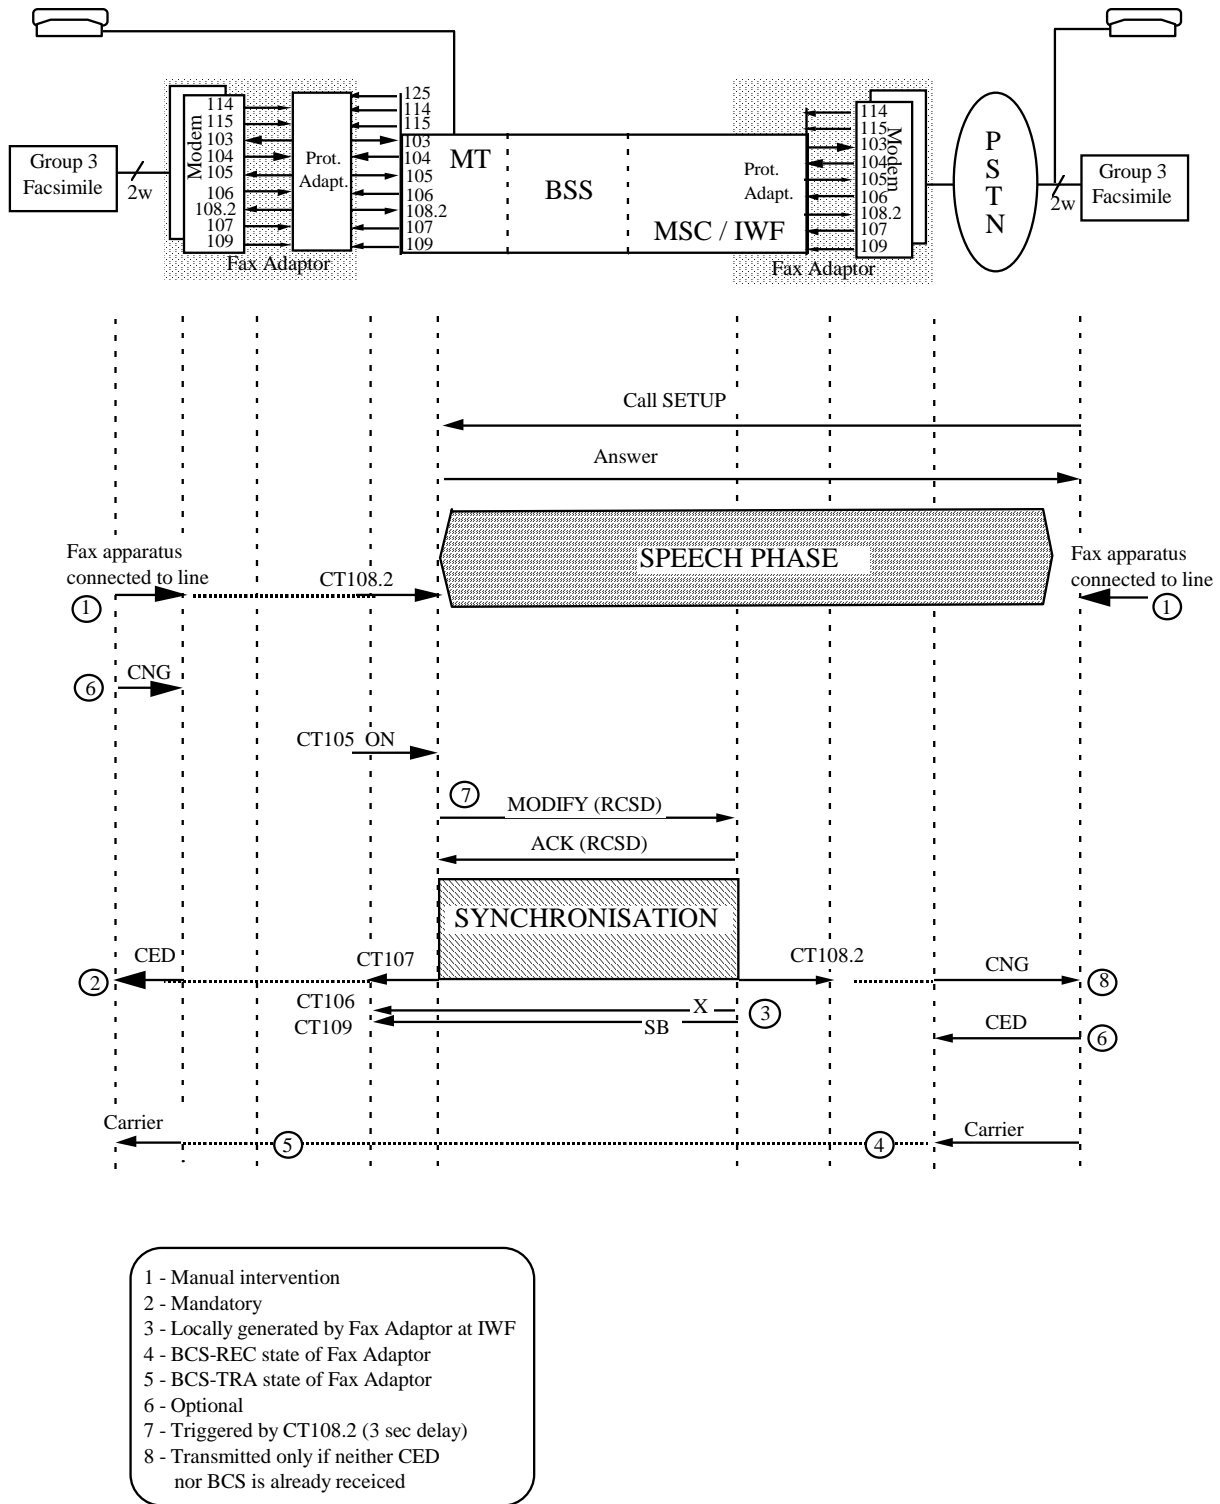 125
114
114
114
115
115
115
Modem
103
103
103
Modem
PSTN
104
104
104
MT
Group 3
Facsimile
Group 3
Facsimile
Prot.
Adapt.
Prot.
Adapt.
BSS
105
105
105
2w
2w
106
106
106
108.2
108.2
108.2
MSC / IWF
107
107
107
109
109
109
Fax Adaptor
Fax Adaptor
Call SETUP
Answer
SPEECH PHASE
Fax apparatus
connected to line
Fax apparatus
connected to line
CT108.2
1
1
CNG
6
CT105 ON
7
MODIFY (RCSD)
ACK (RCSD)
SYNCHRONISATION
CED
CT107
CT108.2
CNG
2
8
CT106
X
3
CT109
SB
CED
6
Carrier
Carrier
5
4
1 - Manual intervention
2 - Mandatory
3 - Locally generated by Fax Adaptor at IWF
4 - BCS-REC state of Fax Adaptor
5 - BCS-TRA state of Fax Adaptor
6 - Optional
7 - Triggered by CT108.2 (3 sec delay)
8 - Transmitted only if neither CED
nor BCS is already receiced